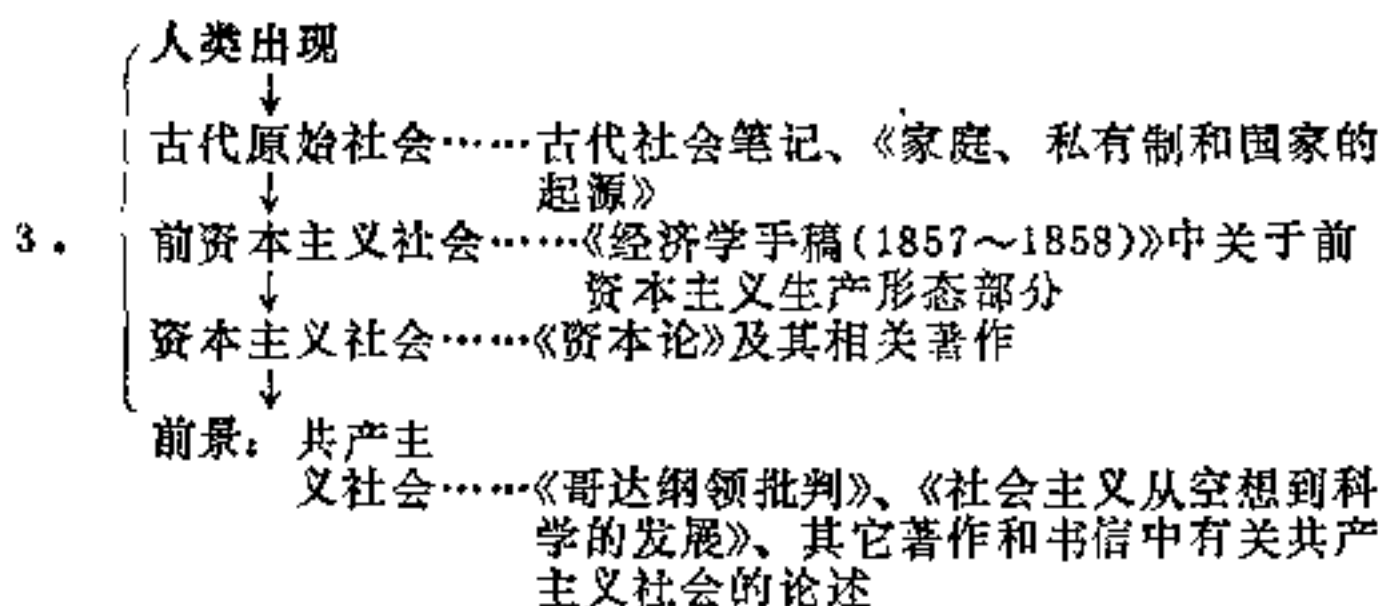 人类出现
↓
古代原始社会……古代社会笔记、《家庭、私有制和国家的
起源》
↓
3. 前资本主义社会……《经济学手稿(1857～1858)》中关于前
资本主义生产形态部分
↓
资本主义社会……《资本论》及其相关著作
↓
前景：共产主
义社会……《哥达纲领批判》、《社会主义从空想到科
学的发展》、其它著作和书信中有关共产
主义社会的论述